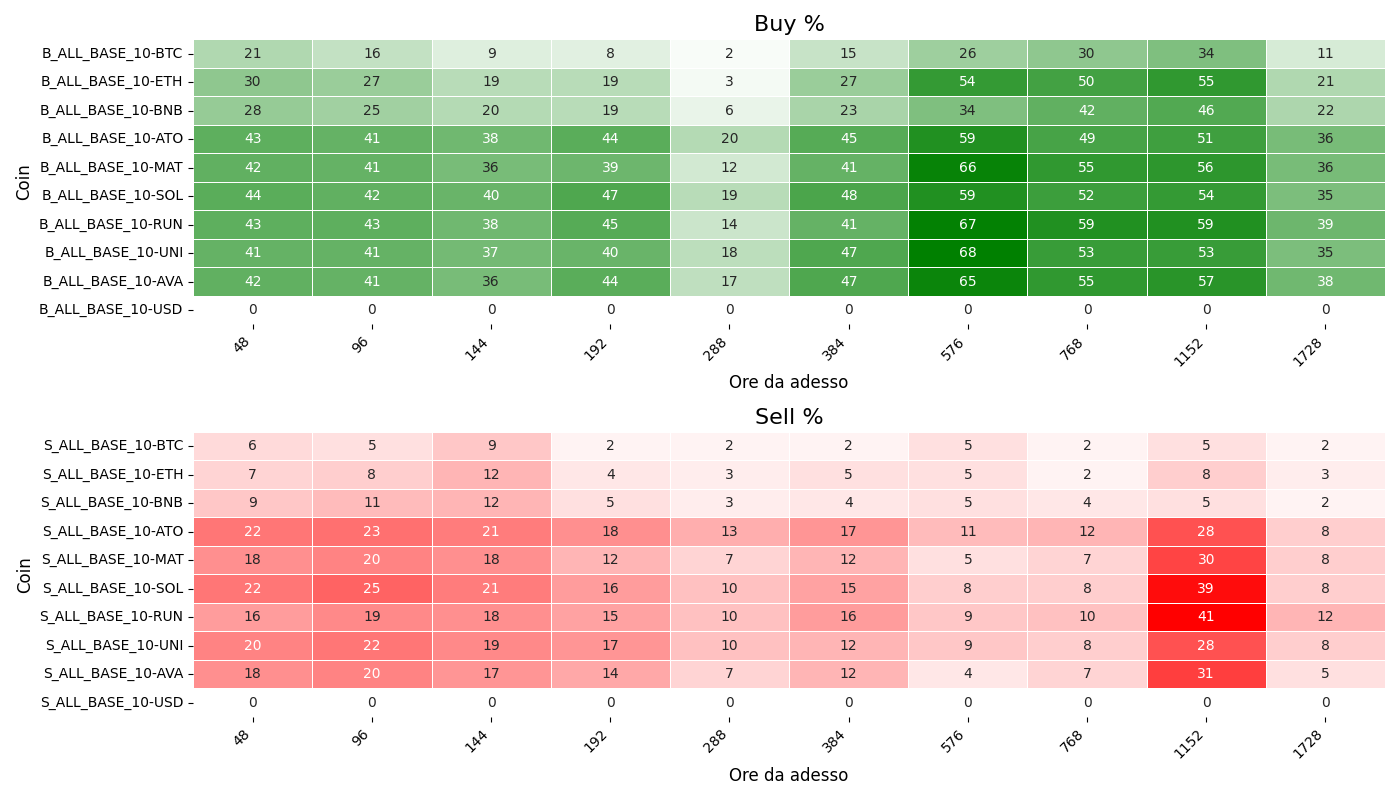 Buy %
Coin
B_ALL_BASE_10-BTC 21 16 9 8 2 15 26 30 34 11
B_ALL_BASE_10-ETH 30 27 19 19 3 27 54 50 55 21
B_ALL_BASE_10-BNB 28 25 20 19 6 23 34 42 46 22
B_ALL_BASE_10-ATO 43 41 38 44 20 45 59 49 51 36
B_ALL_BASE_10-MAT 42 41 36 39 12 41 66 55 56 36
B_ALL_BASE_10-SOL 44 42 40 47 19 48 59 52 54 35
B_ALL_BASE_10-RUN 43 43 38 45 14 41 67 59 59 39
B_ALL_BASE_10-UNI 41 41 37 40 18 47 68 53 53 35
B_ALL_BASE_10-AVA 42 41 36 44 17 47 65 55 57 38
B_ALL_BASE_10-USD 0 0 0 0 0 0 0 0 0 0
48 96 144 192 288 384 576 768 1152 1728
Ore da adesso
Sell %
Coin
S_ALL_BASE_10-BTC 6 5 9 2 2 2 5 2 5 2
S_ALL_BASE_10-ETH 7 8 12 4 3 5 5 2 8 3
S_ALL_BASE_10-BNB 9 11 12 5 3 4 5 4 5 2
S_ALL_BASE_10-ATO 22 23 21 18 13 17 11 12 28 8
S_ALL_BASE_10-MAT 18 20 18 12 7 12 5 7 30 8
S_ALL_BASE_10-SOL 22 25 21 16 10 15 8 8 39 8
S_ALL_BASE_10-RUN 16 19 18 15 10 16 9 10 41 12
S_ALL_BASE_10-UNI 20 22 19 17 10 12 9 8 28 8
S_ALL_BASE_10-AVA 18 20 17 14 7 12 4 7 31 5
S_ALL_BASE_10-USD 0 0 0 0 0 0 0 0 0 0
48 96 144 192 288 384 576 768 1152 1728
Ore da adesso